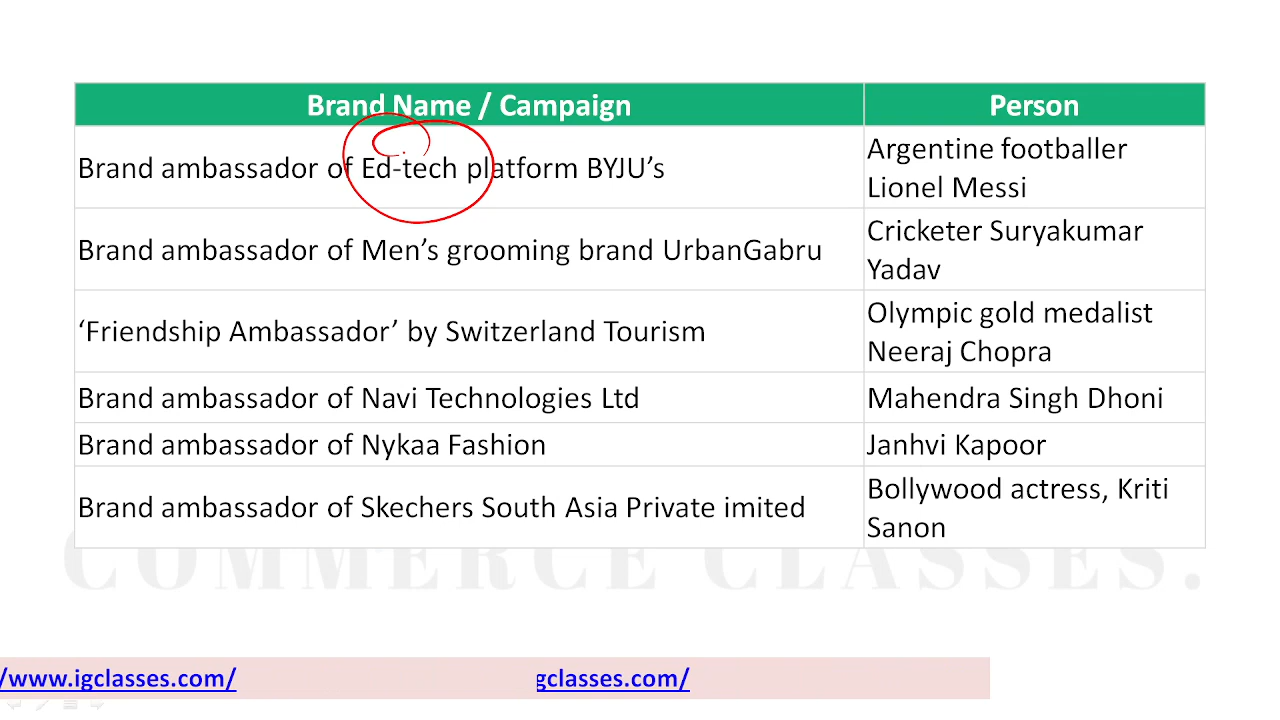 Brand Name / Campaign
Person
Brand ambassador of Ed-tech platform BYJU’s
Argentine footballer
Lionel Messi
Brand ambassador of Men’s grooming brand UrbanGabru
Cricketer Suryakumar
Yadav
‘Friendship Ambassador’ by Switzerland Tourism
Olympic gold medalist
Neeraj Chopra
Brand ambassador of Navi Technologies Ltd
Mahendra Singh Dhoni
Brand ambassador of Nykaa Fashion
Janhvi Kapoor
Brand ambassador of Skechers South Asia Private imited
Bollywood actress, Kriti
Sanon
COMMERCE CLASSES.
/www.igclasses.com/
gclasses.com/